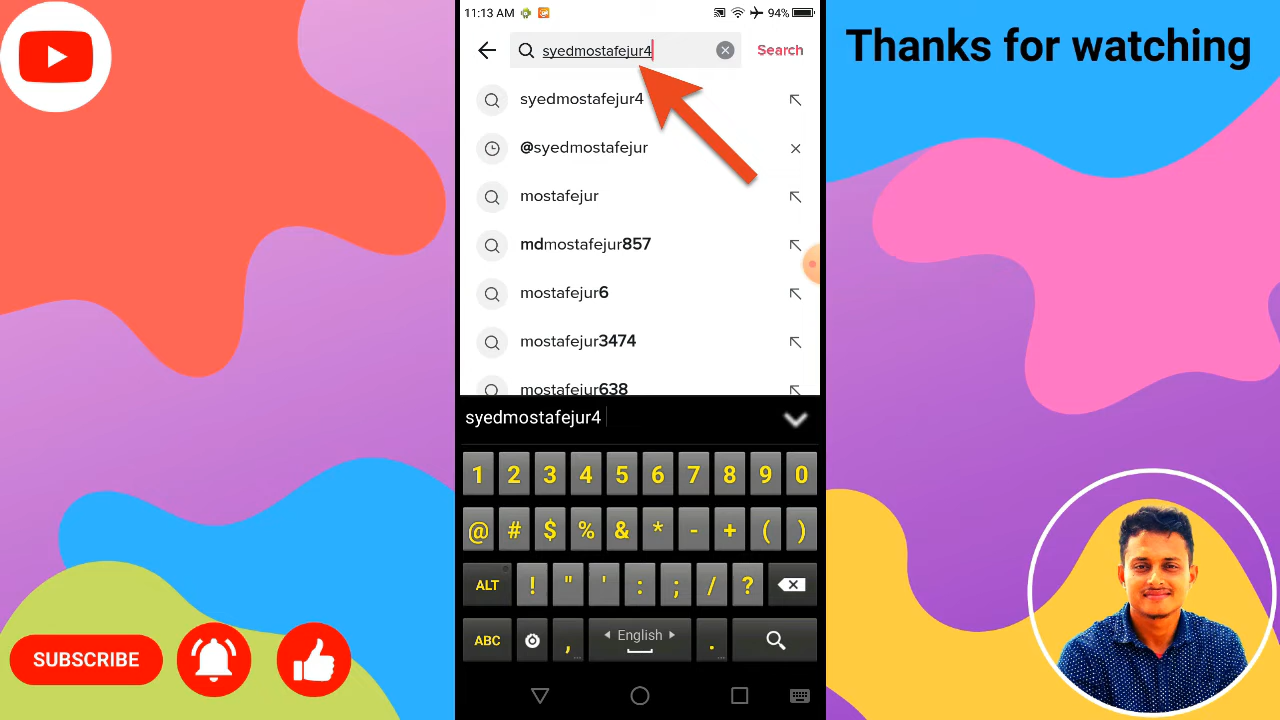 11:13 AM
94%
syedmostafejur4
Search
syedmostafejur4
@syedmostafejur
mostafejur
mdmostafejur857
mostafejur6
mostafejur3474
mostafejur638
syedmostafejur4
1 2 3 4 5 6 7 8 9 0
@ # $ % & * - + ( )
ALT ! " ' : ; / ?
ABC , English .
Thanks for watching
SUBSCRIBE